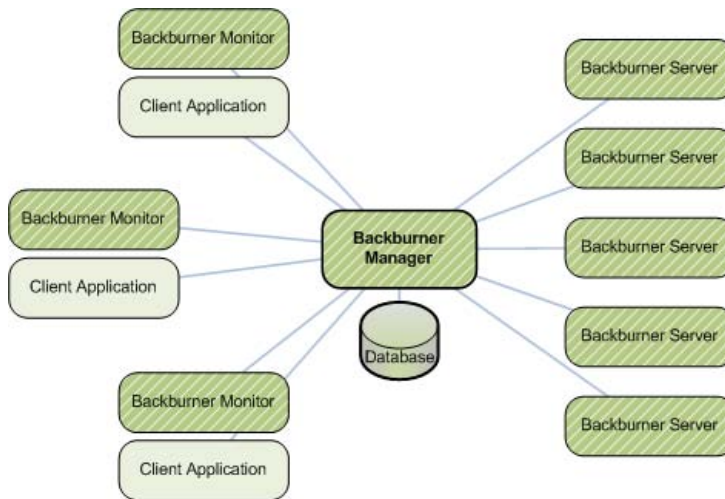 Backburner Monitor
Client Application
Backburner Monitor
Client Application
Backburner Monitor
Client Application
Backburner
Manager
Database
Backburner Server
Backburner Server
Backburner Server
Backburner Server
Backburner Server